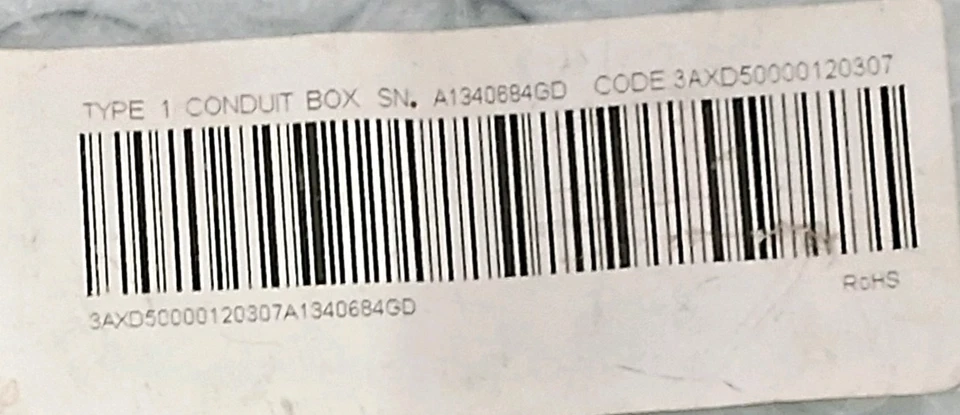 TYPE 1 CONDUIT BOX SN. A1340684GD CODE 3AXD50000120307
3AXD50000120307A1340684GD
RoHS